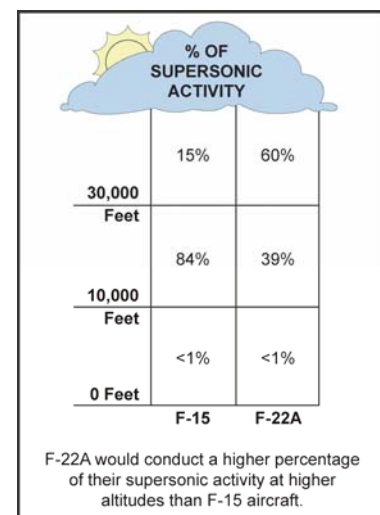 % OF
SUPERSONIC
ACTIVITY
15% 60%
30,000
Feet
84% 39%
10,000
Feet
<1% <1%
0 Feet
F-15 F-22A
F-22A would conduct a higher percentage
of their supersonic activity at higher
altitudes than F-15 aircraft.